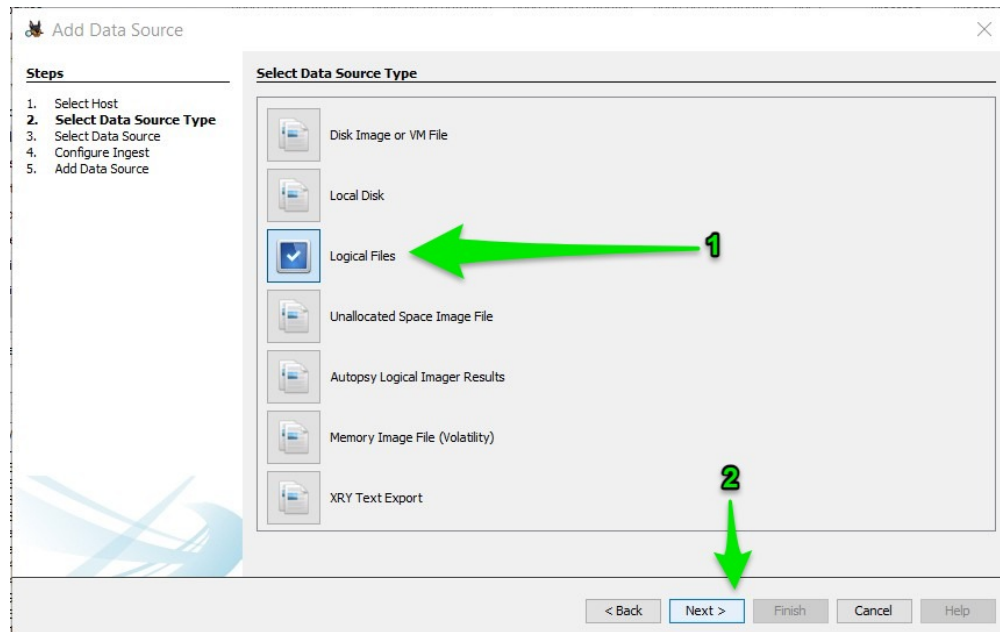 Add Data Source
Steps
1. Select Host
2. Select Data Source Type
3. Select Data Source
4. Configure Ingest
5. Add Data Source
Select Data Source Type
Disk Image or VM File
Local Disk
Logical Files
1
Unallocated Space Image File
Autopsy Logical Imager Results
Memory Image File (Volatility)
XRY Text Export
2
< Back
Next >
Finish
Cancel
Help